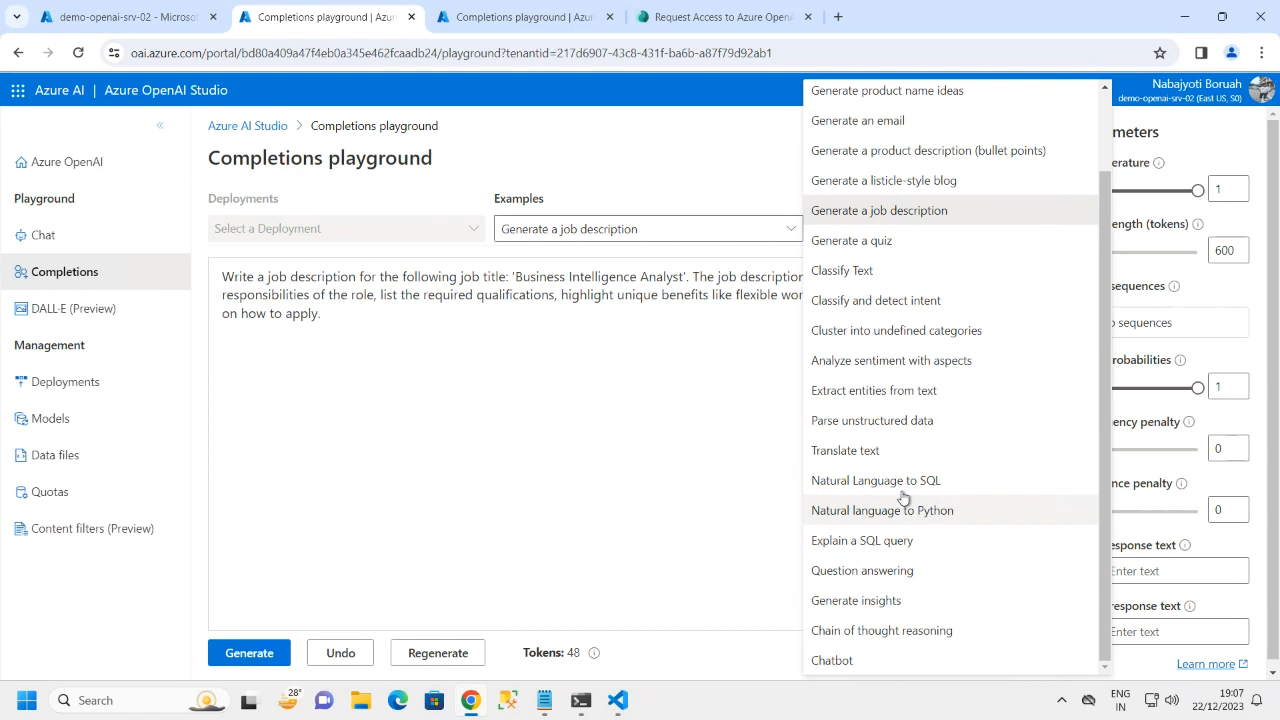 demo-openai-srv-02 - Microsof
Completions playground | Azur
Completions playground | Azur
Request Access to Azure OpenA
oai.azure.com/portal/bd80a409a47f4eb0a345e462fcaadb24/playground?tenantid=217d6907-43c8-431f-ba6b-a87f79d92ab1
Azure AI | Azure OpenAI Studio
Nabajyoti Boruah
demo-openai-srv-02 (East US, S0)
Azure OpenAI
Playground
Chat
Completions
DALL-E (Preview)
Management
Deployments
Models
Data files
Quotas
Content filters (Preview)
Azure AI Studio > Completions playground
Completions playground
Deployments
Select a Deployment
Examples
Generate a job description
Write a job description for the following job title: 'Business Intelligence Analyst'. The job description
responsibilities of the role, list the required qualifications, highlight unique benefits like flexible wor
on how to apply.
Generate
Undo
Regenerate
Tokens: 48
Generate product name ideas
Generate an email
Generate a product description (bullet points)
Generate a listicle-style blog
Generate a job description
Generate a quiz
Classify Text
Classify and detect intent
Cluster into undefined categories
Analyze sentiment with aspects
Extract entities from text
Parse unstructured data
Translate text
Natural Language to SQL
Natural language to Python
Explain a SQL query
Question answering
Generate insights
Chain of thought reasoning
Chatbot
meters
erature
1
ength (tokens)
600
sequences
p sequences
robabilities
1
ency penalty
0
nce penalty
0
esponse text
Enter text
response text
Enter text
Learn more
Search
28°
ENG
IN
19:07
22/12/2023